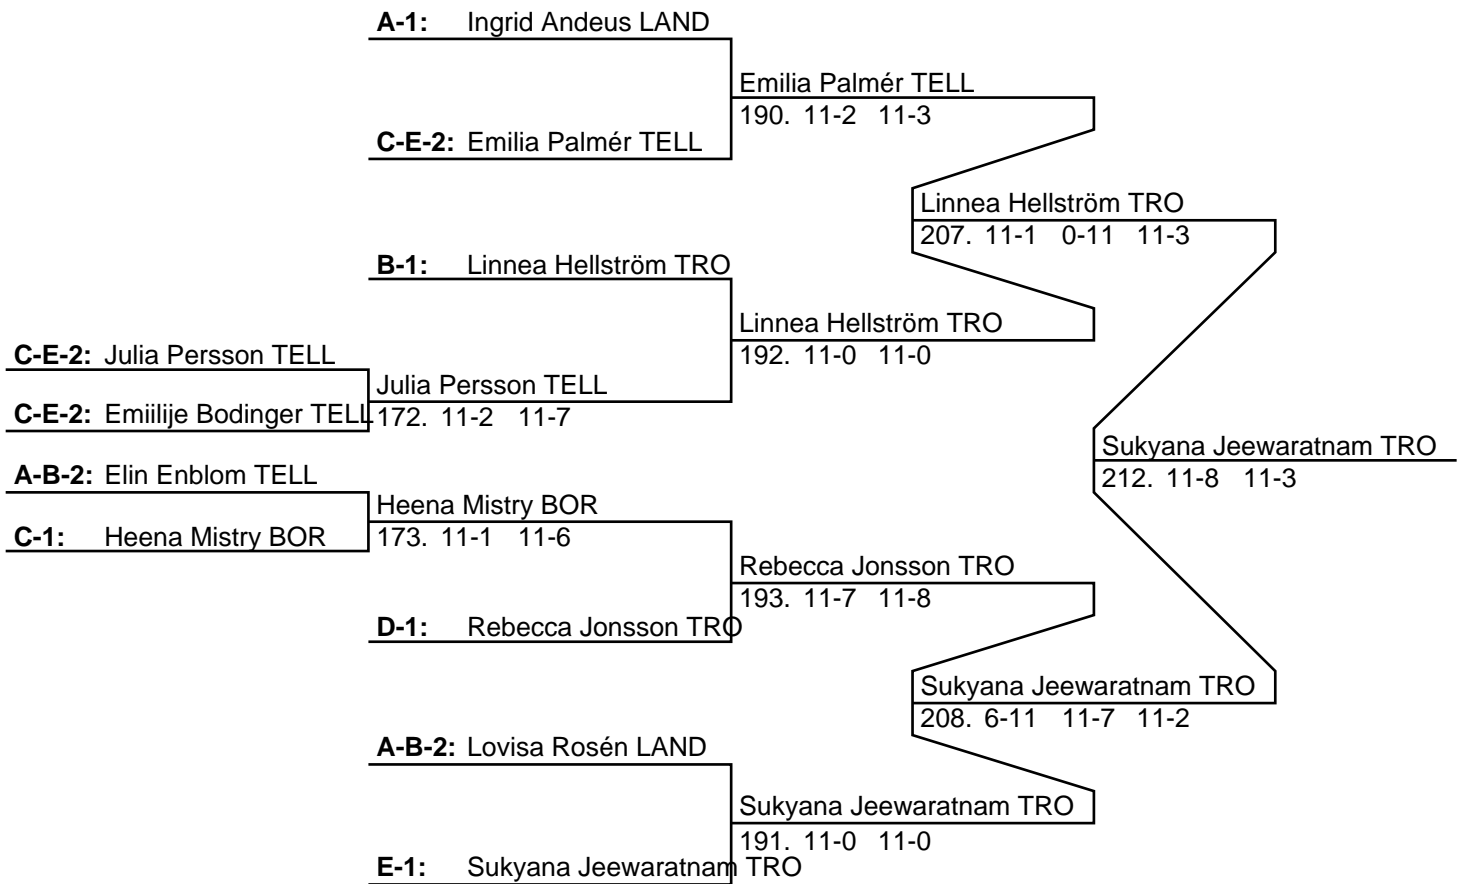 A-1: Ingrid Andeus LAND
Emilia Palmér TELL
190. 11-2 11-3
C-E-2: Emilia Palmér TELL
Linnea Hellström TRO
207. 11-1 0-11 11-3
B-1: Linnea Hellström TRO
Linnea Hellström TRO
192. 11-0 11-0
C-E-2: Julia Persson TELL
Julia Persson TELL
172. 11-2 11-7
C-E-2: Emiilije Bodinger TELL
Sukyana Jeewaratnam TRO
212. 11-8 11-3
A-B-2: Elin Enblom TELL
Heena Mistry BOR
173. 11-1 11-6
C-1: Heena Mistry BOR
Rebecca Jonsson TRO
193. 11-7 11-8
D-1: Rebecca Jonsson TRO
Sukyana Jeewaratnam TRO
208. 6-11 11-7 11-2
A-B-2: Lovisa Rosén LAND
Sukyana Jeewaratnam TRO
191. 11-0 11-0
E-1: Sukyana Jeewaratnam TRO